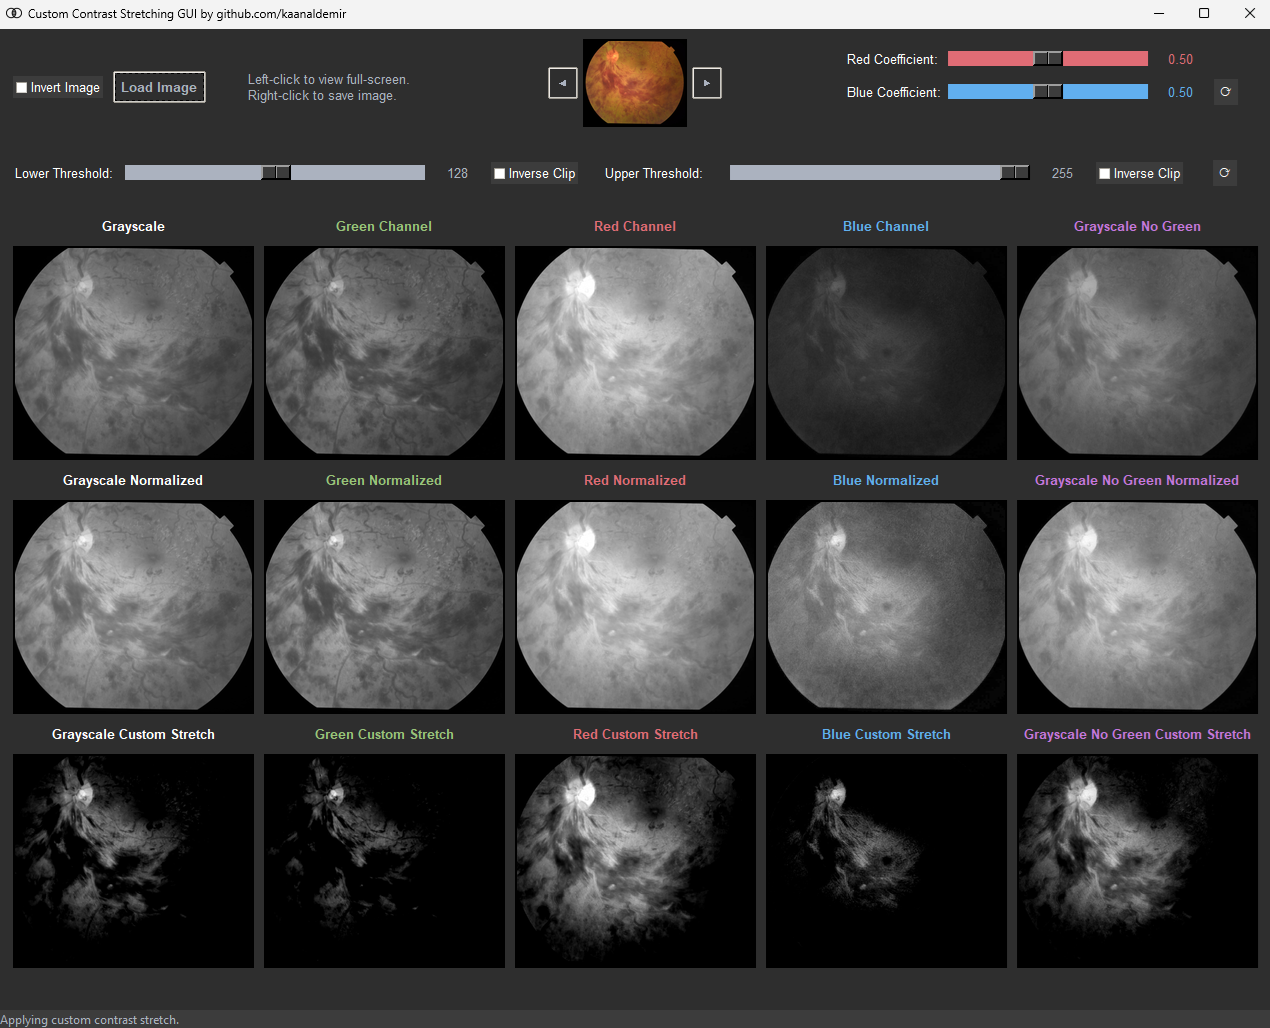 Custom Contrast Stretching GUI by github.com/kaanaldemir
Invert Image
Load Image
Left-click to view full-screen.
Right-click to save image.
Red Coefficient:
0.50
Blue Coefficient:
0.50
Lower Threshold:
128
Inverse Clip
Upper Threshold:
255
Inverse Clip
Grayscale
Green Channel
Red Channel
Blue Channel
Grayscale No Green
Grayscale Normalized
Green Normalized
Red Normalized
Blue Normalized
Grayscale No Green Normalized
Grayscale Custom Stretch
Green Custom Stretch
Red Custom Stretch
Blue Custom Stretch
Grayscale No Green Custom Stretch
Applying custom contrast stretch.